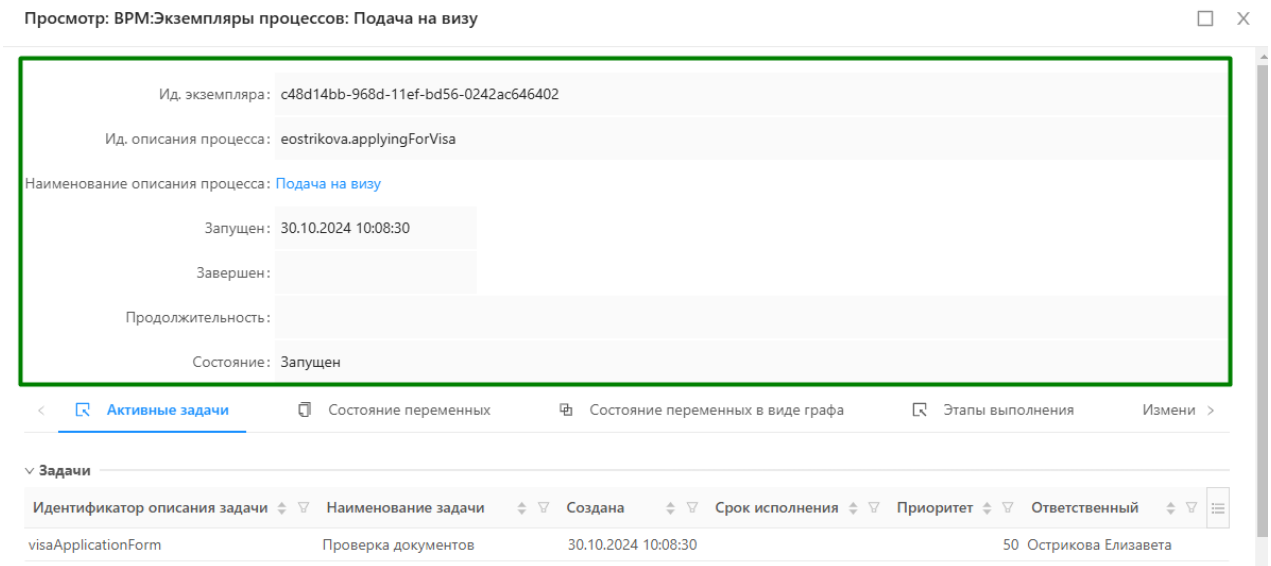 Просмотр: BPM:Экземпляры процессов: Подача на визу
Ид. экземпляра: c48d14bb-968d-11ef-bd56-0242ac646402
Ид. описания процесса: eostrikova.applyingForVisa
Наименование описания процесса: Подача на визу
Запущен: 30.10.2024 10:08:30
Завершен:
Продолжительность:
Состояние: Запущен
Активные задачи Состояние переменных Состояние переменных в виде графа Этапы выполнения Измени
Задачи
Идентификатор описания задачи Наименование задачи Создана Срок исполнения Приоритет Ответственный
visaApplicationForm Проверка документов 30.10.2024 10:08:30 50 Острикова Елизавета